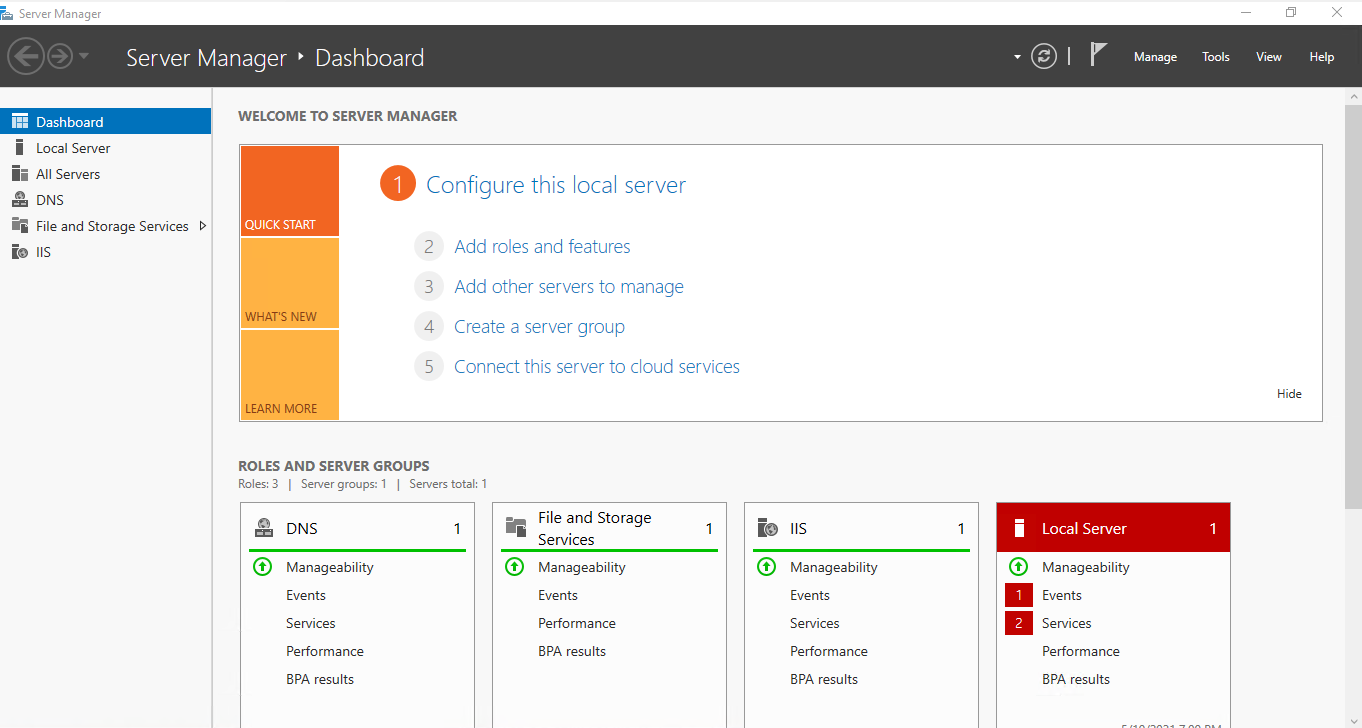 Server Manager
Server Manager ‣ Dashboard
Manage Tools View Help
Dashboard
Local Server
All Servers
DNS
File and Storage Services
IIS
WELCOME TO SERVER MANAGER
QUICK START
WHAT'S NEW
LEARN MORE
1 Configure this local server
2 Add roles and features
3 Add other servers to manage
4 Create a server group
5 Connect this server to cloud services
Hide
ROLES AND SERVER GROUPS
Roles: 3 | Server groups: 1 | Servers total: 1
DNS 1
Manageability
Events
Services
Performance
BPA results
File and Storage
Services 1
Manageability
Events
Performance
BPA results
IIS 1
Manageability
Events
Services
Performance
BPA results
Local Server 1
Manageability
1 Events
2 Services
Performance
BPA results